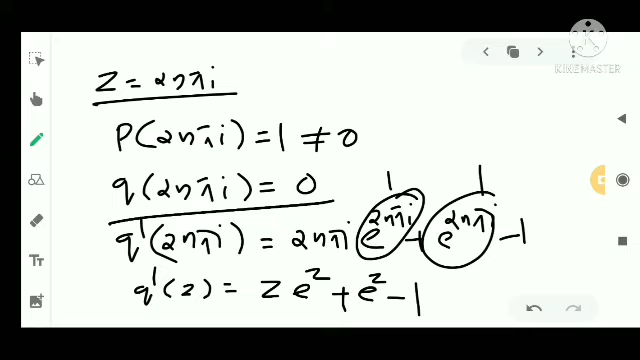 KINEMASTER
z = 2nπi
P(2nπi) = 1 ≠ 0
q(2nπi) = 0
1 1
q'(2nπi) = 2nπi e^{2nπi} + e^{2nπi} - 1
q'(z) = z e^z + e^z - 1